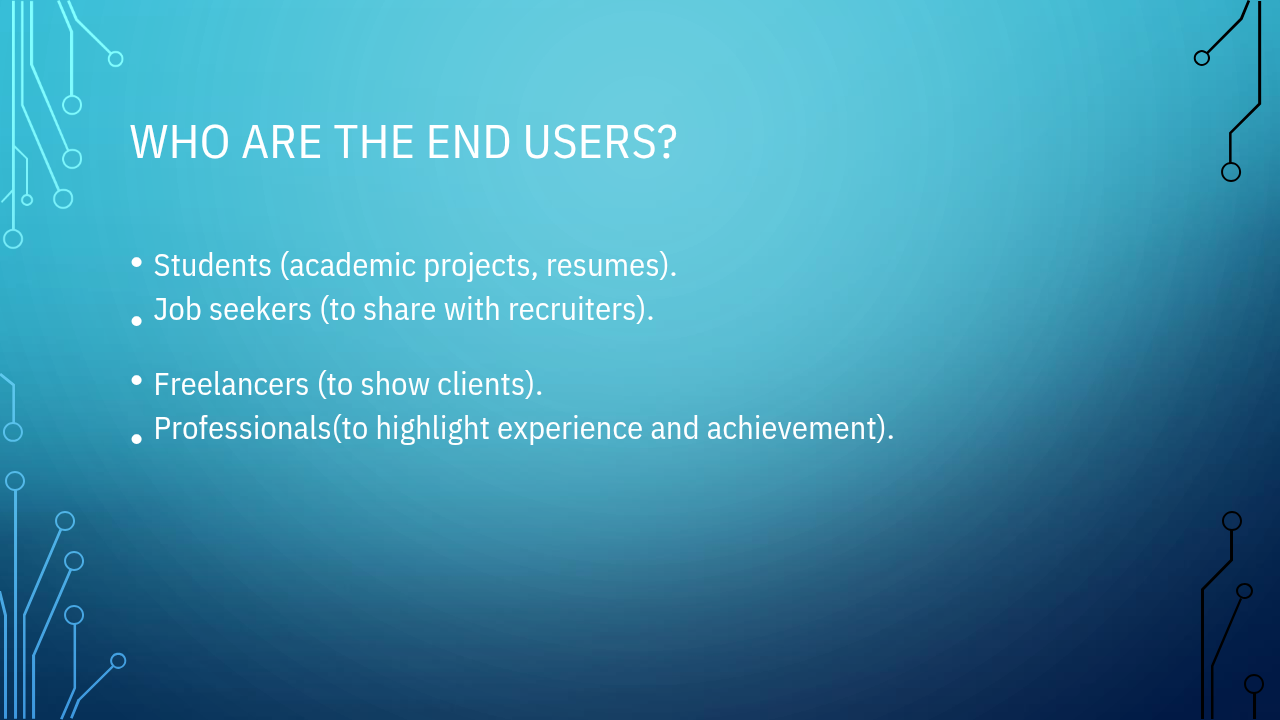 WHO ARE THE END USERS?
• Students (academic projects, resumes).
• Job seekers (to share with recruiters).
• Freelancers (to show clients).
• Professionals(to highlight experience and achievement).